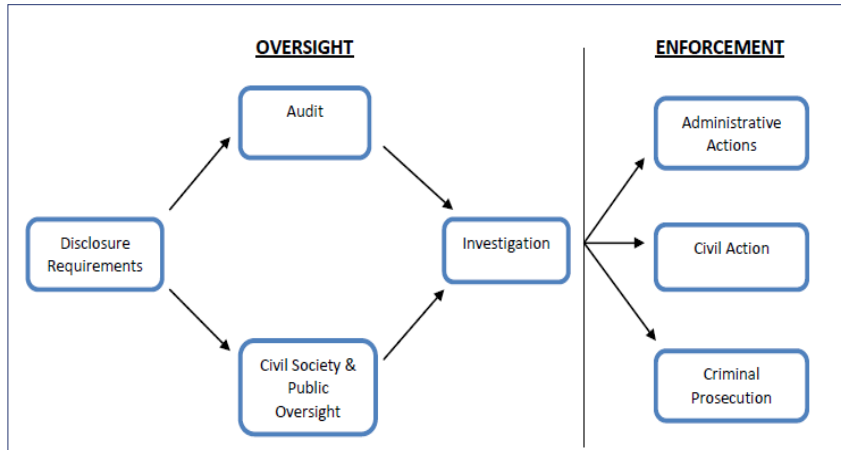 OVERSIGHT
ENFORCEMENT
Audit
Administrative
Actions
Disclosure
Requirements
Investigation
Civil Action
Civil Society &
Public
Oversight
Criminal
Prosecution